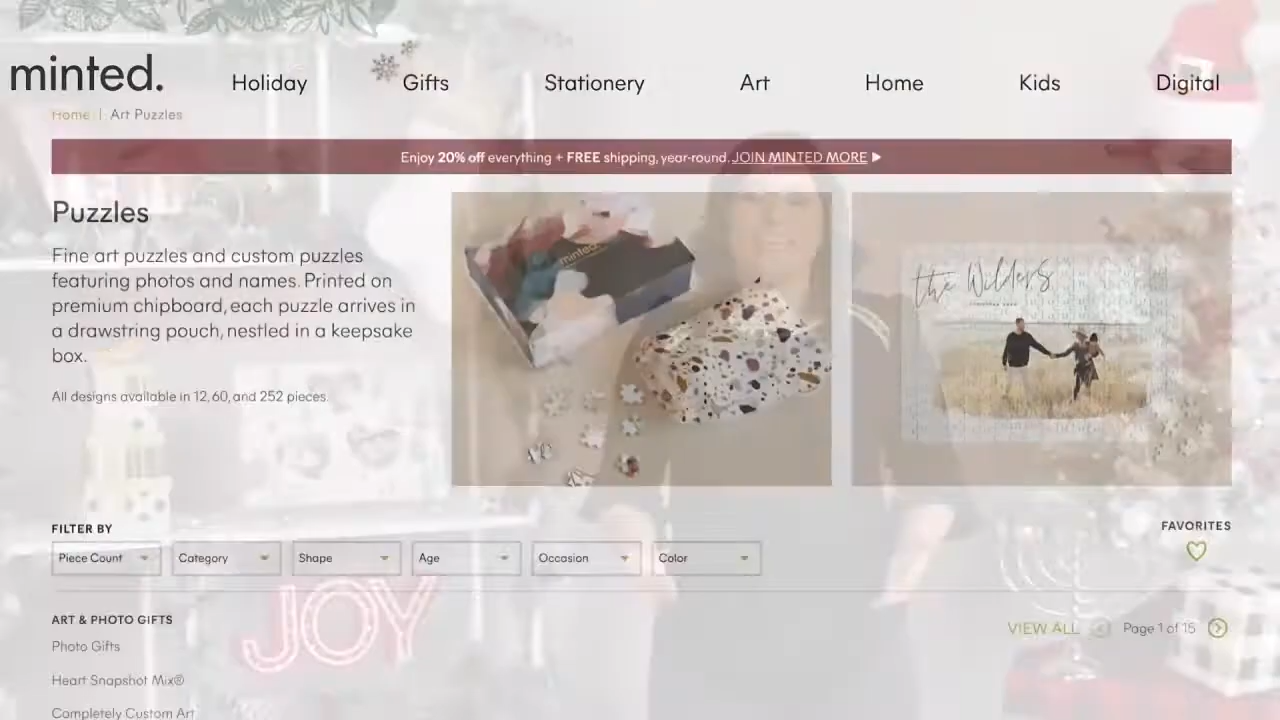 minted.
Holiday
Gifts
Stationery
Art
Home
Kids
Digital
Home | Art Puzzles
Enjoy 20% off everything + FREE shipping, year-round. JOIN MINTED MORE ▶
Puzzles
Fine art puzzles and custom puzzles
featuring photos and names. Printed on
premium chipboard, each puzzle arrives in
a drawstring pouch, nestled in a keepsake
box.
All designs available in 12, 60, and 252 pieces.
minted.
the Wilders
FILTER BY
FAVORITES
Piece Count
Category
Shape
Age
Occasion
Color
JOY
ART & PHOTO GIFTS
VIEW ALL
Page 1 of 15
Photo Gifts
Heart Snapshot Mix®
Completely Custom Art